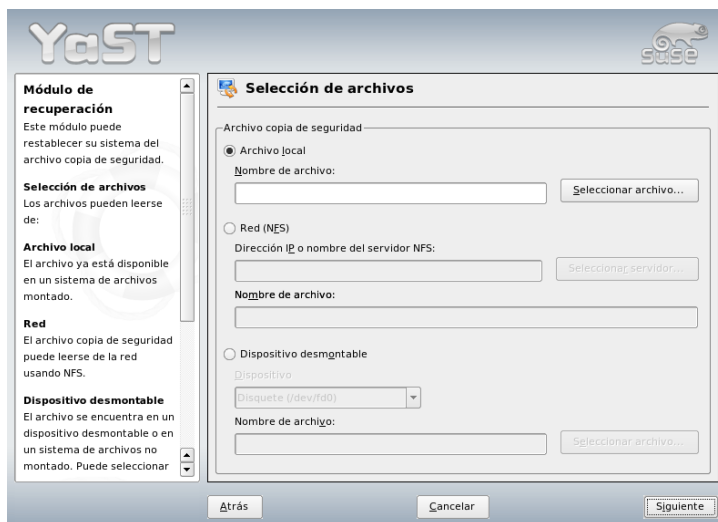 YaST
suse
Módulo de
recuperación
Este módulo puede
restablecer su sistema del
archivo copia de seguridad.
Selección de archivos
Los archivos pueden leerse
de:
Archivo local
El archivo ya está disponible
en un sistema de archivos
montado.
Red
El archivo copia de seguridad
puede leerse de la red
usando NFS.
Dispositivo desmontable
El archivo se encuentra en un
dispositivo desmontable o en
un sistema de archivos no
montado. Puede seleccionar
Selección de archivos
Archivo copia de seguridad
Archivo local
Nombre de archivo:
Seleccionar archivo...
Red (NFS)
Dirección IP o nombre del servidor NFS:
Seleccionar servidor...
Nombre de archivo:
Dispositivo desmontable
Dispositivo
Disquete (/dev/fd0)
Nombre de archivo:
Seleccionar archivo...
Atrás
Cancelar
Siguiente